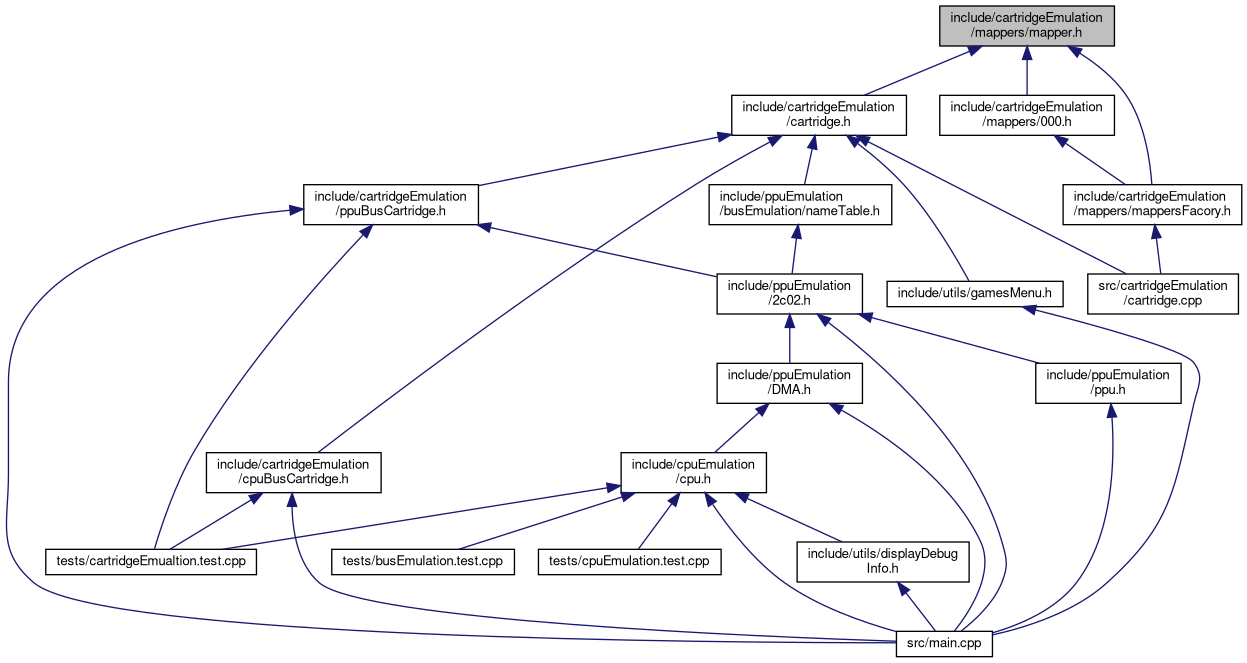 include/cartridgeEmulation
/mappers/mapper.h
include/cartridgeEmulation
/cartridge.h
include/cartridgeEmulation
/mappers/000.h
include/cartridgeEmulation
/ppuBusCartridge.h
include/ppuEmulation
/busEmulation/nameTable.h
include/cartridgeEmulation
/mappers/mappersFacory.h
include/ppuEmulation
/2c02.h
include/utils/gamesMenu.h
src/cartridgeEmulation
/cartridge.cpp
include/ppuEmulation
/DMA.h
include/ppuEmulation
/ppu.h
include/cartridgeEmulation
/cpuBusCartridge.h
include/cpuEmulation
/cpu.h
tests/cartridgeEmualtion.test.cpp
tests/busEmulation.test.cpp
tests/cpuEmulation.test.cpp
include/utils/displayDebug
Info.h
src/main.cpp